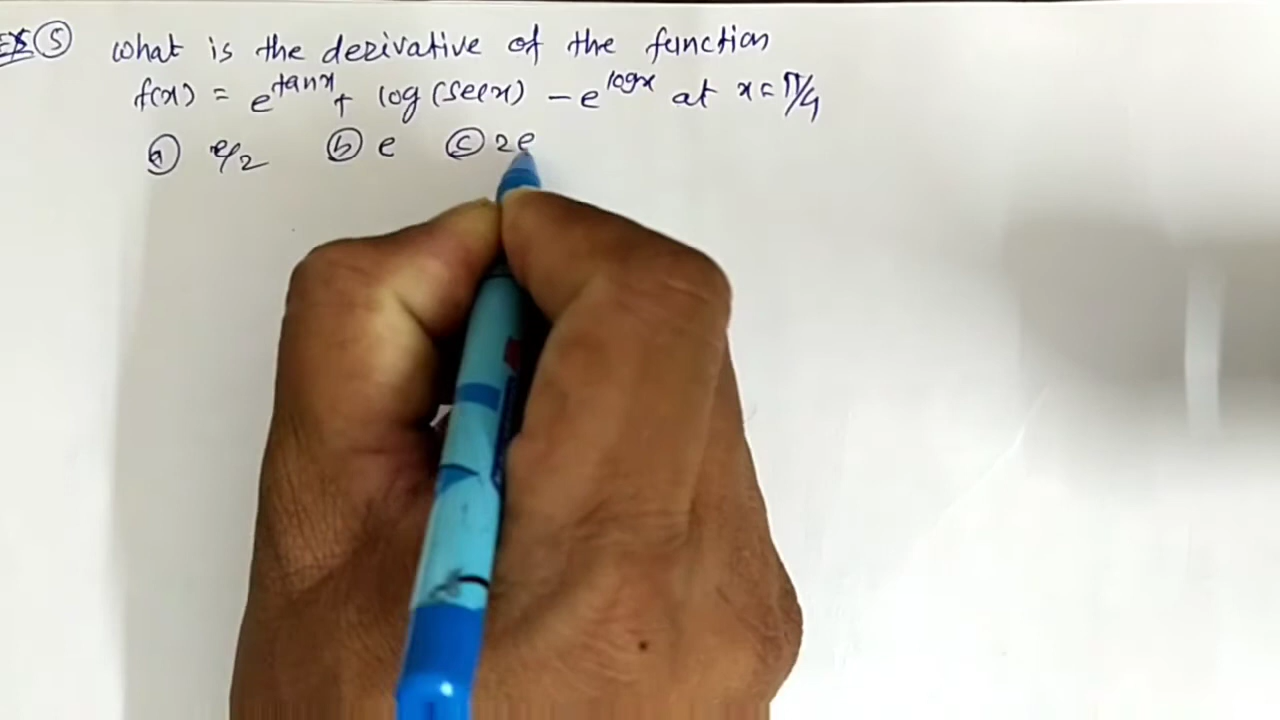 Ex ⑤ what is the derivative of the function
f(x) = e^tanx + log(secx) - e^logx at x = π/4
ⓐ e/2 ⓑ e ⓒ 2e